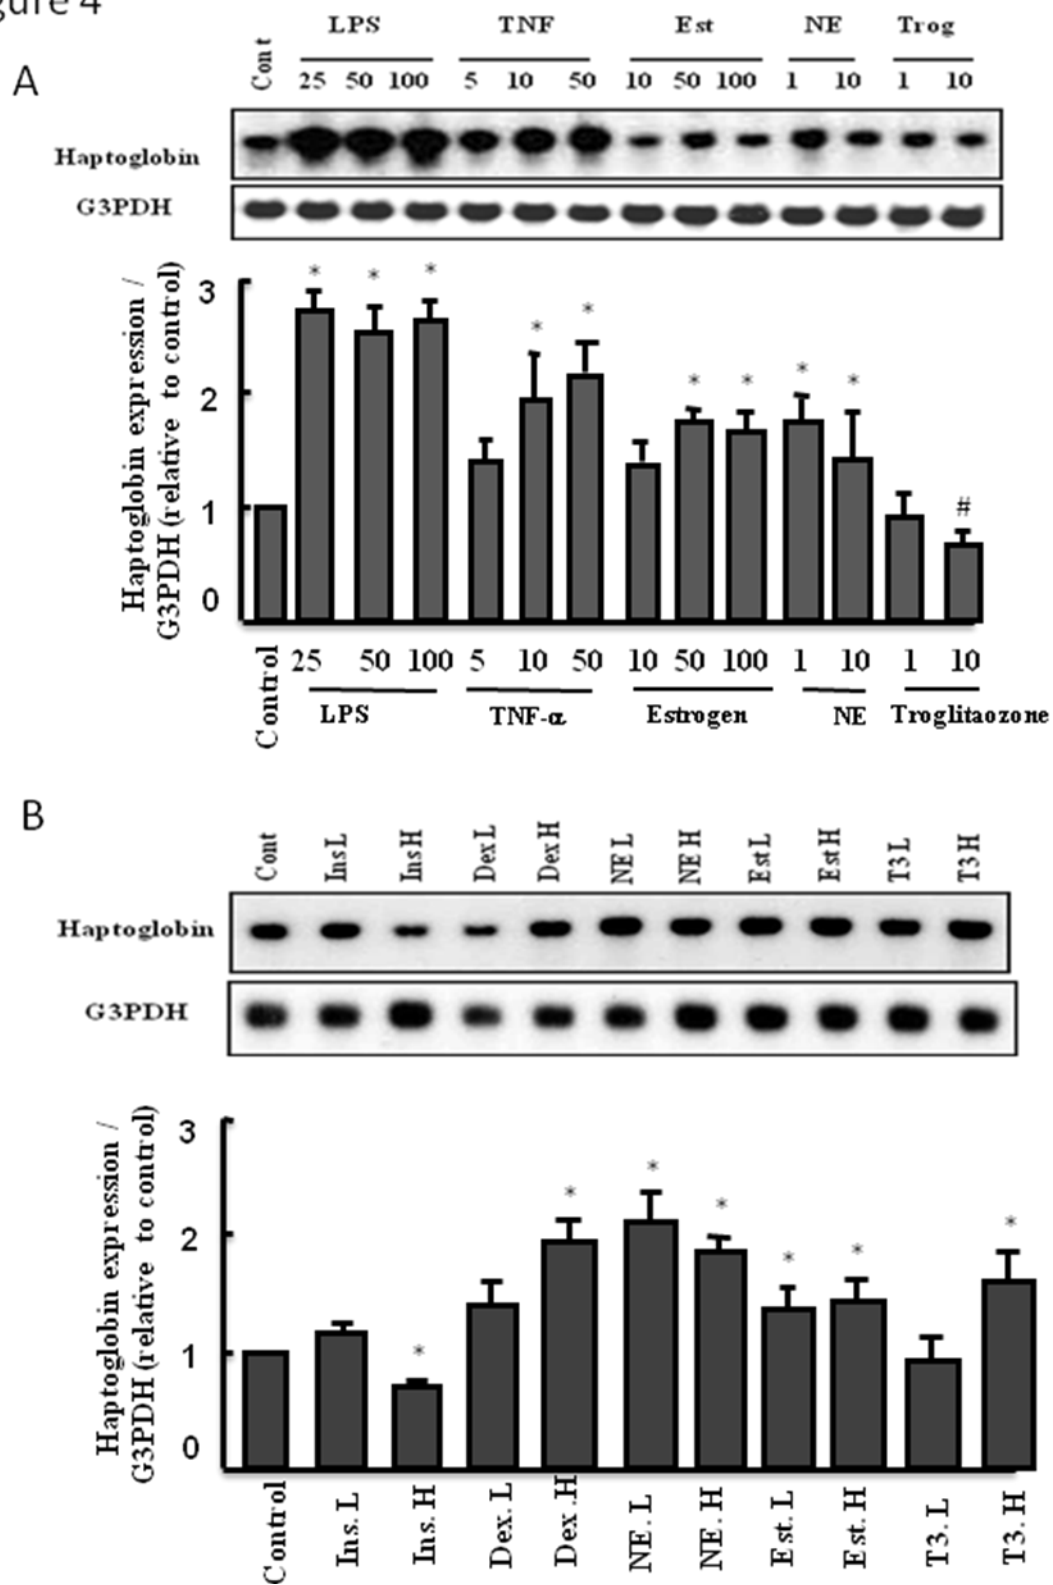 gure 4
A
Cont
LPS TNF Est NE Trog
25 50 100 5 10 50 10 50 100 1 10 1 10
Haptoglobin
G3PDH
Haptoglobin expression /
G3PDH (relative to control)
3
2
1
0
* * * * * * * * * #
Control 25 50 100 5 10 50 10 50 100 1 10 1 10
LPS TNF-α Estrogen NE Troglitaozone
B
Cont Ins L Ins H Dex L Dex H NE L NE H Est L Est H T3 L T3 H
Haptoglobin
G3PDH
Haptoglobin expression /
G3PDH (relative to control)
3
2
1
0
* * * * * * *
Control Ins. L Ins. H Dex. L Dex .H NE. L NE. H Est. L Est. H T3. L T3. H